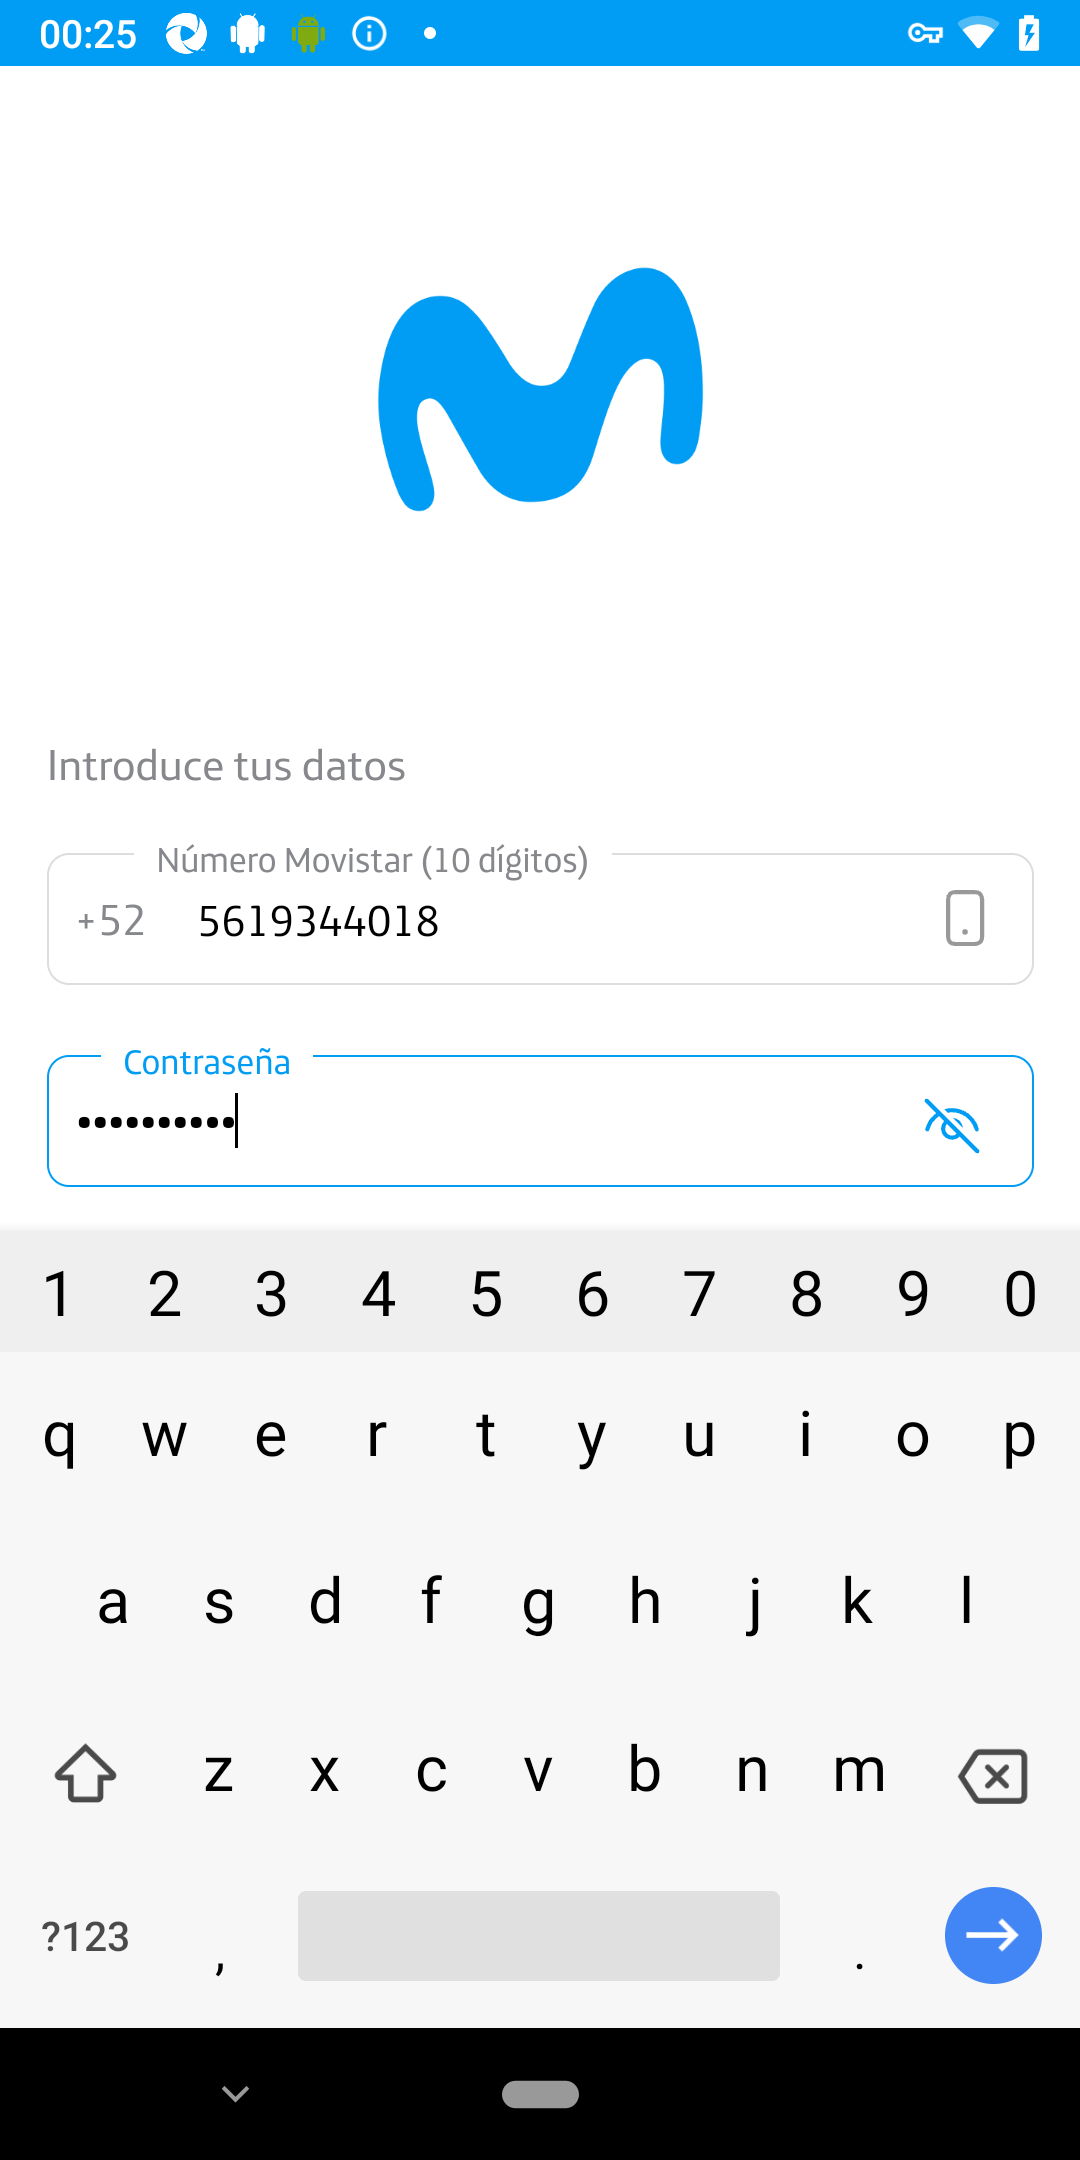 00:25
Introduce tus datos
Número Movistar (10 dígitos)
+52 5619344018
Contraseña
••••••••••
1 2 3 4 5 6 7 8 9 0
q w e r t y u i o p
a s d f g h j k l
z x c v b n m
?123 , .